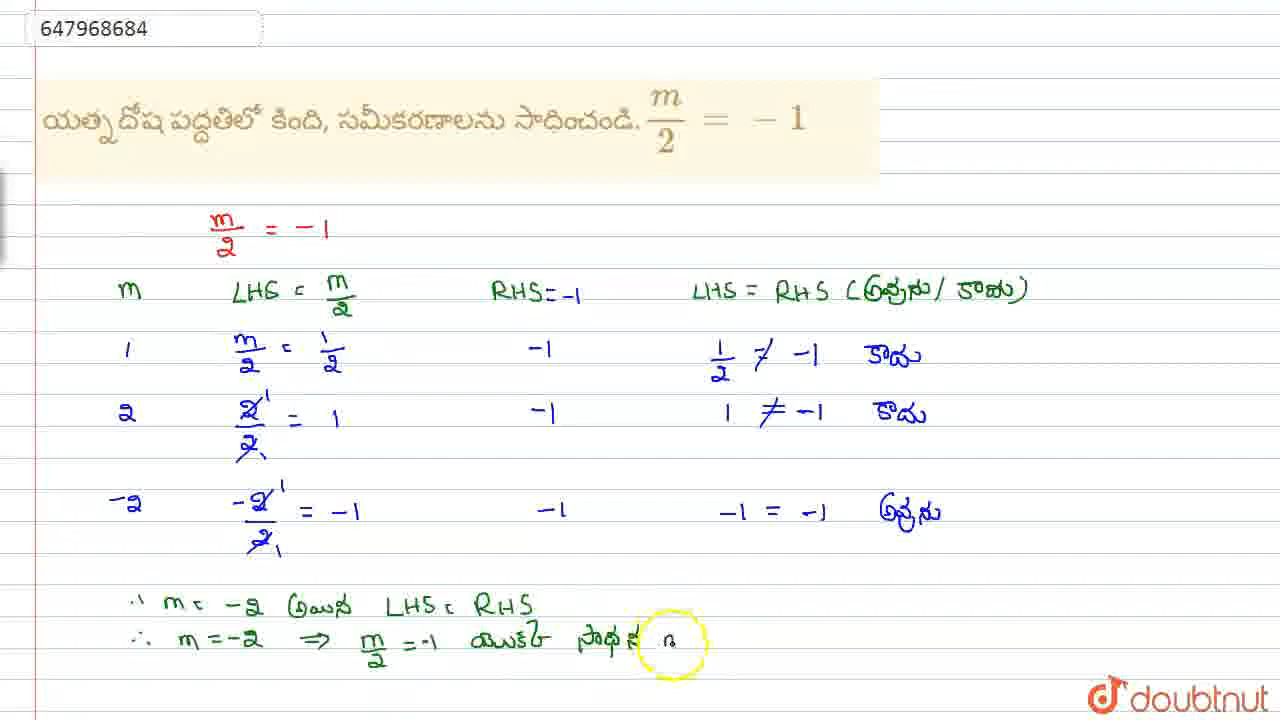 647968684
యత్న దోష పద్ధతిలో కింది, సమీకరణాలను సాధించండి. m/2 = - 1
m/2 = -1
m LHS = m/2 RHS = -1 LHS = RHS (అవును / కాదు)
1 m/2 = 1/2 -1 1/2 ≠ -1 కాదు
2 2/2 = 1 -1 1 ≠ -1 కాదు
-2 -2/2 = -1 -1 -1 = -1 అవును
∵ m = -2 అయిన LHS = RHS
∴ m = -2 ⇒ m/2 = -1 యొక్క సాధన
doubtnut